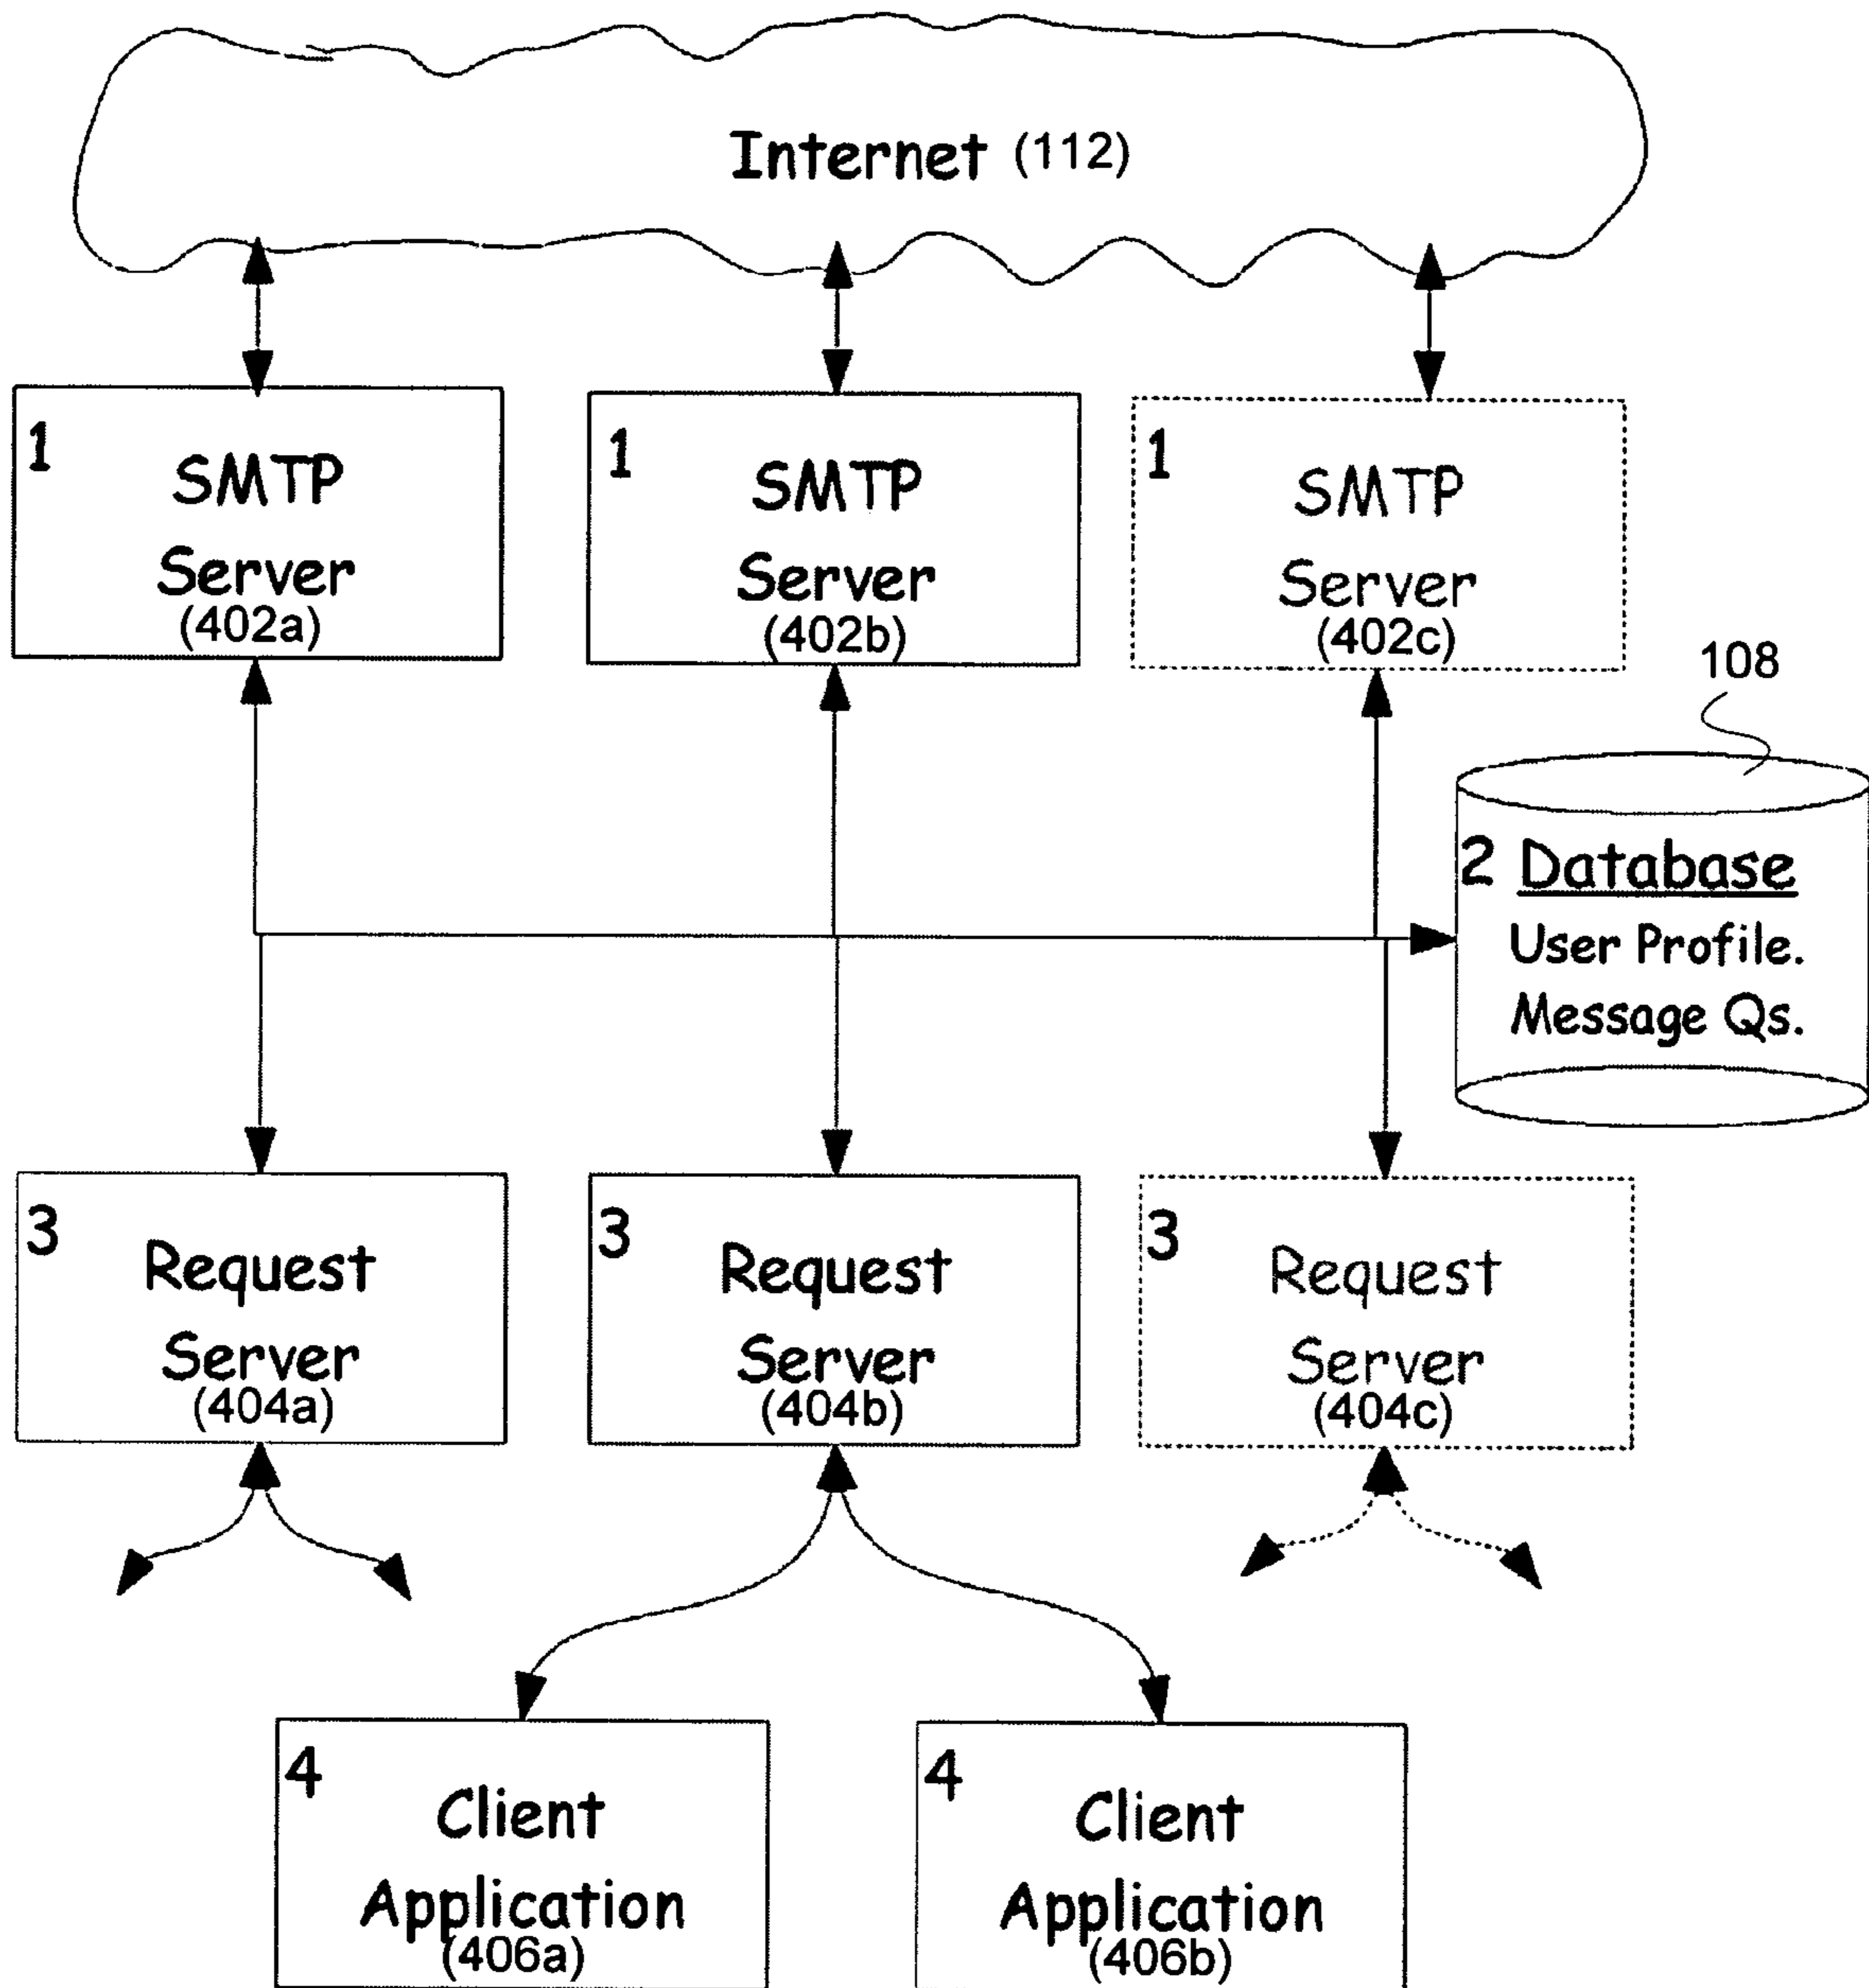 Internet (112)
1
SMTP
Server
(402a)
1
SMTP
Server
(402b)
1
SMTP
Server
(402c)
108
2 Database
User Profile.
Message Qs.
3
Request
Server
(404a)
3
Request
Server
(404b)
3
Request
Server
(404c)
4
Client
Application
(406a)
4
Client
Application
(406b)